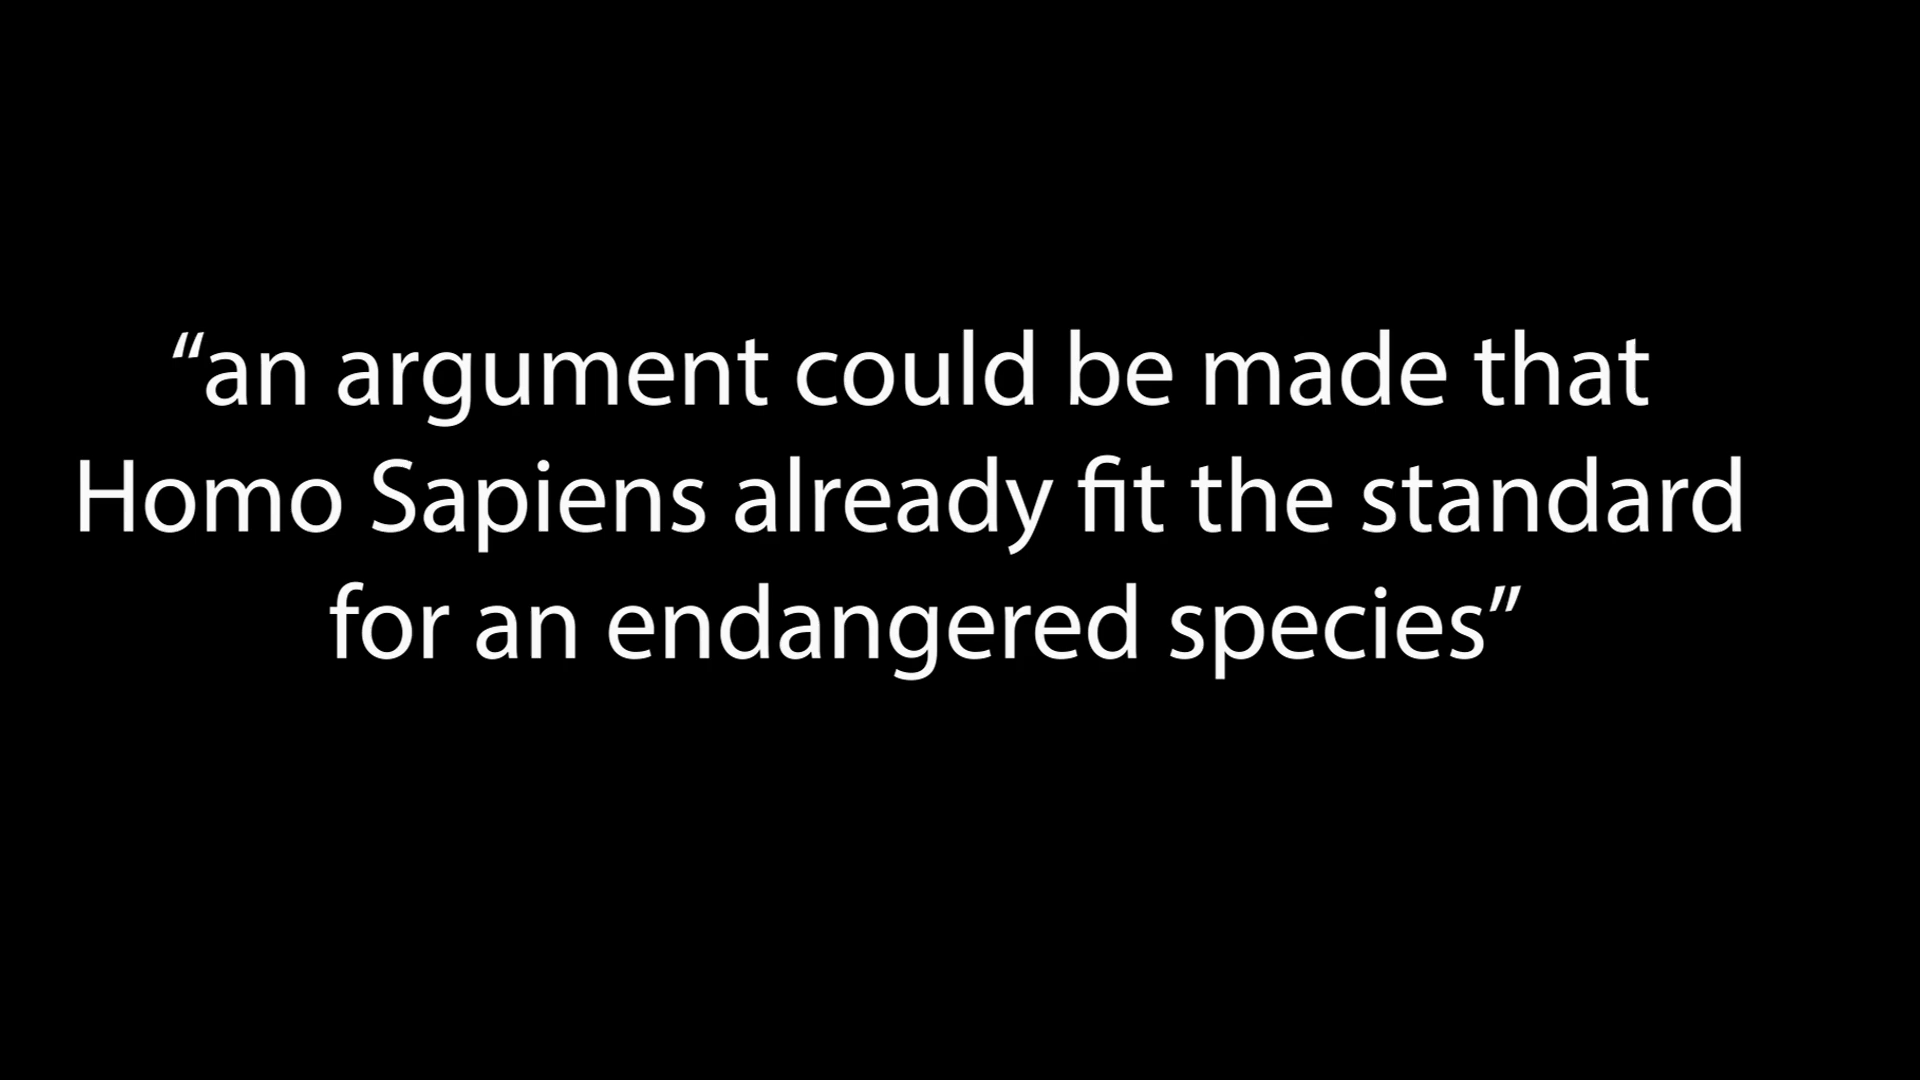 “an argument could be made that
Homo Sapiens already fit the standard
for an endangered species”